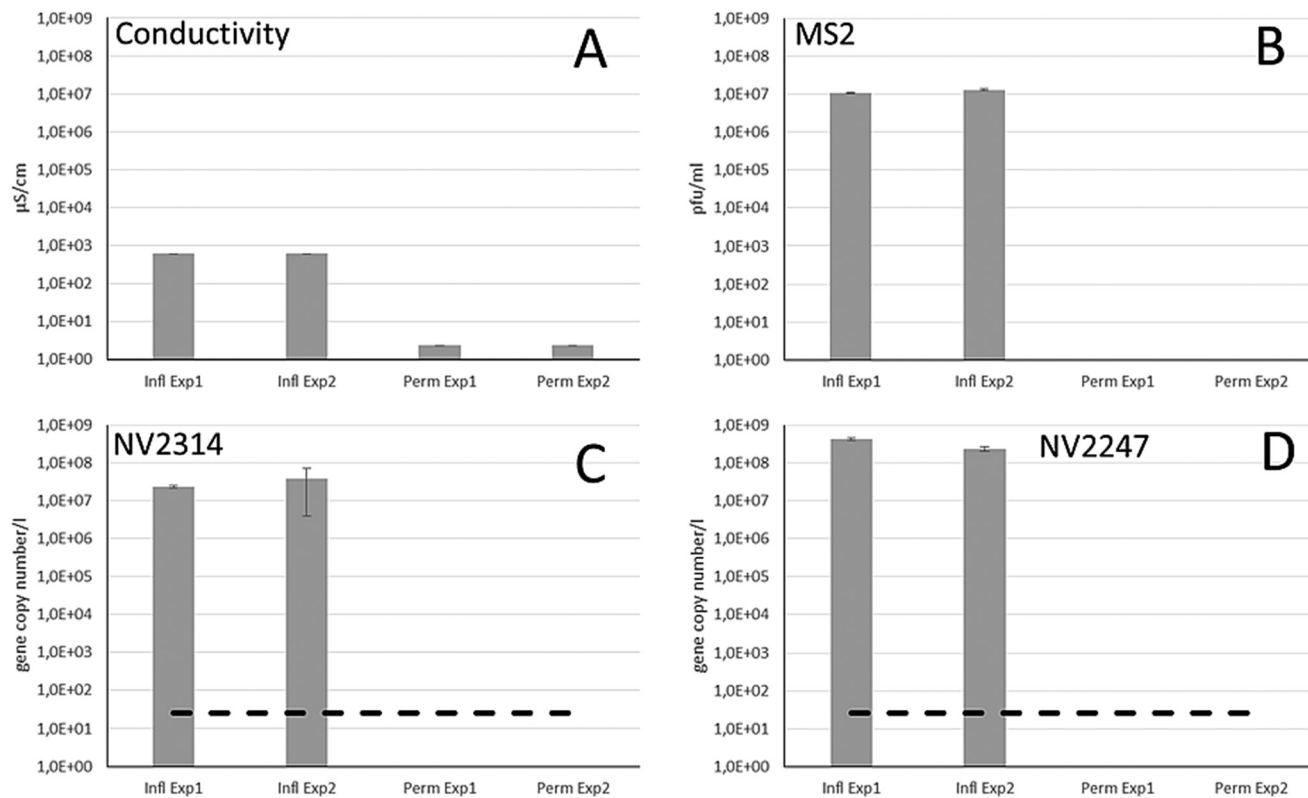 Conductivity
A
µS/cm
1,0E+09
1,0E+08
1,0E+07
1,0E+06
1,0E+05
1,0E+04
1,0E+03
1,0E+02
1,0E+01
1,0E+00
Infl Exp1 Infl Exp2 Perm Exp1 Perm Exp2
MS2
B
pfu/ml
1,0E+09
1,0E+08
1,0E+07
1,0E+06
1,0E+05
1,0E+04
1,0E+03
1,0E+02
1,0E+01
1,0E+00
Infl Exp1 Infl Exp2 Perm Exp1 Perm Exp2
NV2314
C
gene copy number/l
1,0E+09
1,0E+08
1,0E+07
1,0E+06
1,0E+05
1,0E+04
1,0E+03
1,0E+02
1,0E+01
1,0E+00
Infl Exp1 Infl Exp2 Perm Exp1 Perm Exp2
NV2247
D
gene copy number/l
1,0E+09
1,0E+08
1,0E+07
1,0E+06
1,0E+05
1,0E+04
1,0E+03
1,0E+02
1,0E+01
1,0E+00
Infl Exp1 Infl Exp2 Perm Exp1 Perm Exp2